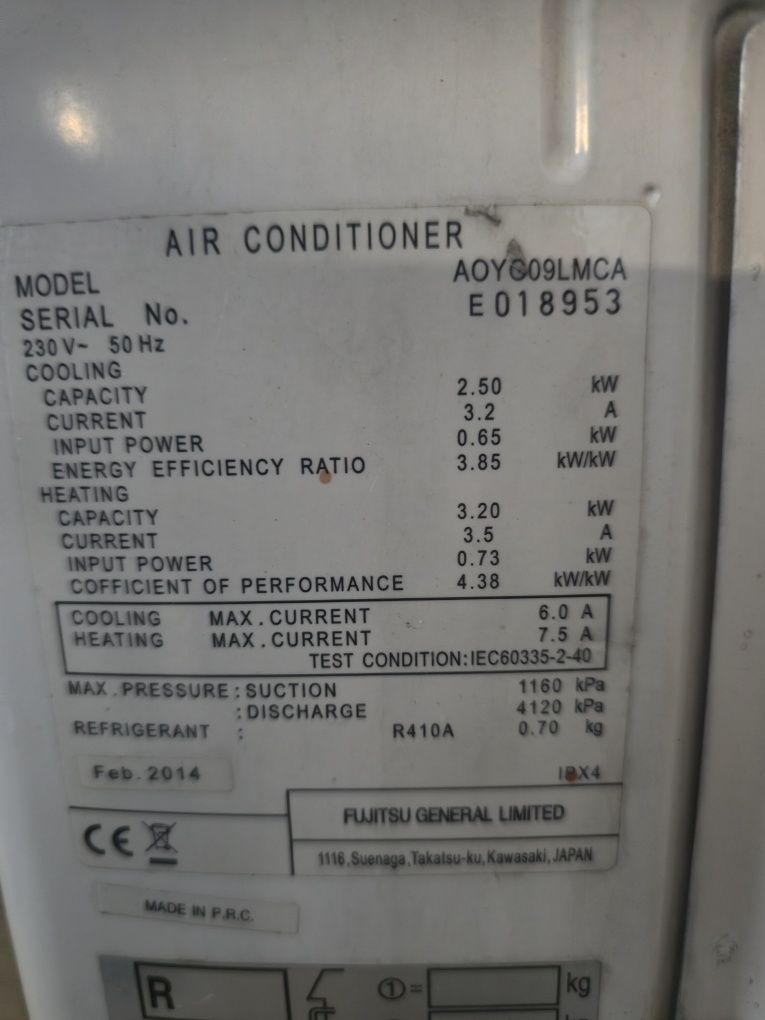 AIR CONDITIONER
MODEL AOYG09LMCA
SERIAL No. E018953
230V~ 50Hz
COOLING
CAPACITY 2.50 kW
CURRENT 3.2 A
INPUT POWER 0.65 kW
ENERGY EFFICIENCY RATIO 3.85 kW/kW
HEATING
CAPACITY 3.20 kW
CURRENT 3.5 A
INPUT POWER 0.73 kW
COFFICIENT OF PERFORMANCE 4.38 kW/kW
COOLING MAX.CURRENT 6.0 A
HEATING MAX.CURRENT 7.5 A
TEST CONDITION:IEC60335-2-40
MAX.PRESSURE:SUCTION 1160 kPa
:DISCHARGE 4120 kPa
REFRIGERANT : R410A 0.70 kg
Feb.2014 IPX4
FUJITSU GENERAL LIMITED
CE
1116,Suenaga,Takatsu-ku,Kawasaki,JAPAN
MADE IN P.R.C.
R ①= kg